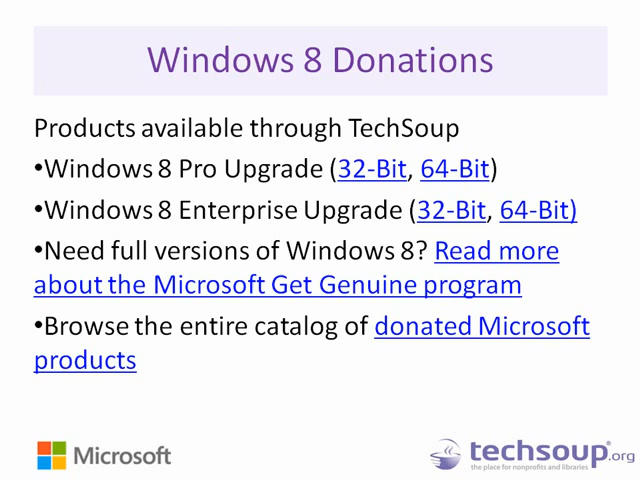 Windows 8 Donations
Products available through TechSoup
•Windows 8 Pro Upgrade (32-Bit, 64-Bit)
•Windows 8 Enterprise Upgrade (32-Bit, 64-Bit)
•Need full versions of Windows 8? Read more
about the Microsoft Get Genuine program
•Browse the entire catalog of donated Microsoft
products
Microsoft
techsoup®.org
the place for nonprofits and libraries